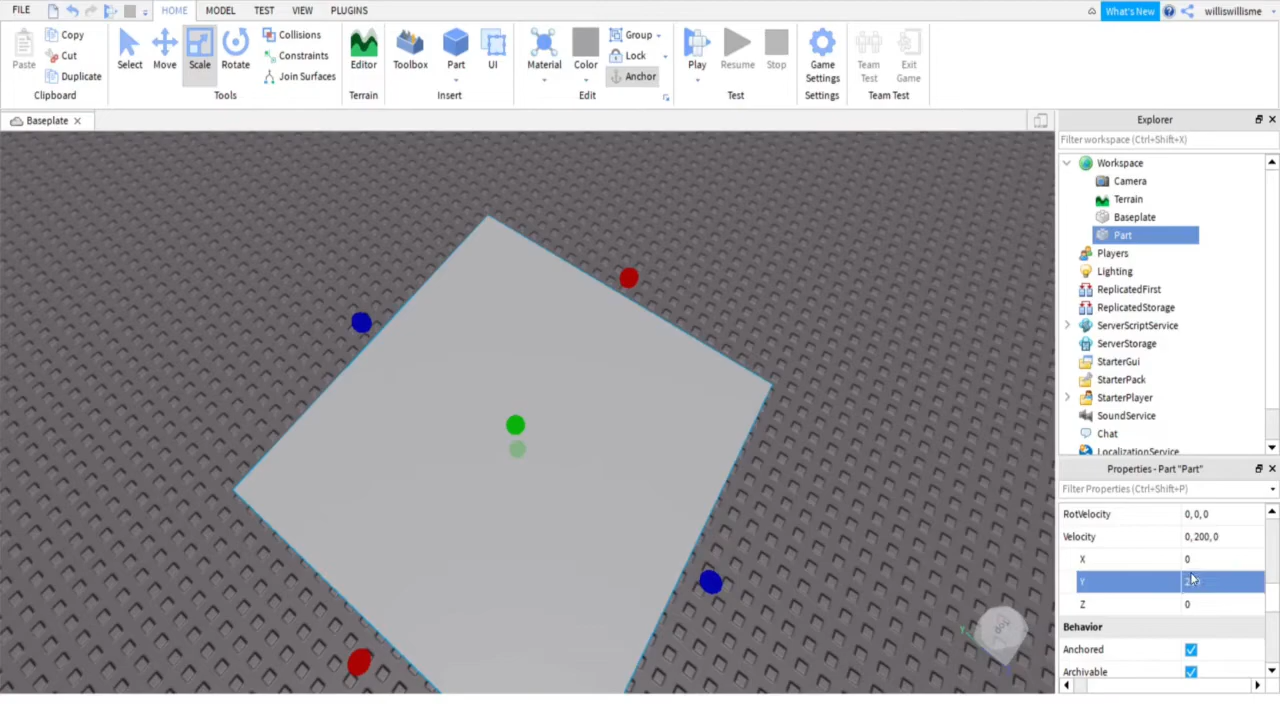 FILE HOME MODEL TEST VIEW PLUGINS What's New williswillisme
Paste Copy Cut Duplicate
Select Move Scale Rotate Collisions Constraints Join Surfaces
Editor Toolbox Part UI Material Color Group Lock Anchor
Play Resume Stop Game Settings Team Test Exit Game
Clipboard Tools Terrain Insert Edit Test Settings Team Test
Baseplate
Explorer
Filter workspace (Ctrl+Shift+X)
Workspace
Camera
Terrain
Baseplate
Part
Players
Lighting
ReplicatedFirst
ReplicatedStorage
ServerScriptService
ServerStorage
StarterGui
StarterPack
StarterPlayer
SoundService
Chat
LocalizationService
Properties - Part "Part"
Filter Properties (Ctrl+Shift+P)
RotVelocity 0, 0, 0
Velocity 0, 200, 0
X 0
Y
Z 0
Behavior
Anchored
Archivable
Top
Y